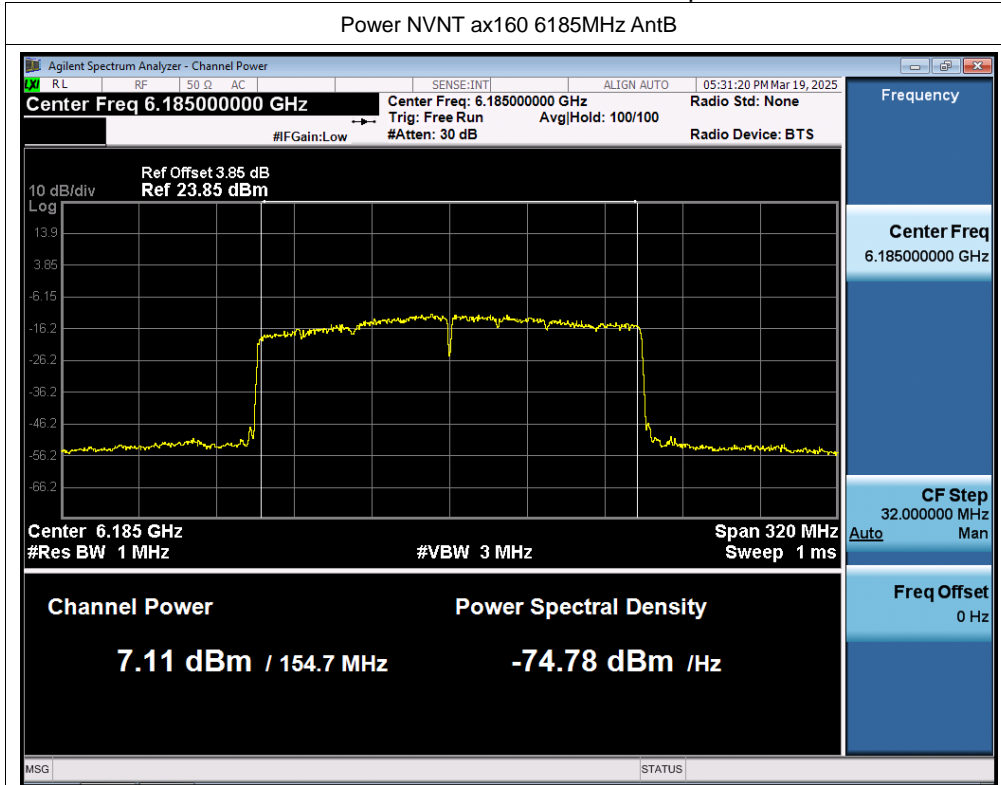 Power NVNT ax160 6185MHz AntB
Agilent Spectrum Analyzer - Channel Power
LXI RL RF 50 Ω AC SENSE:INT ALIGN AUTO 05:31:20 PM Mar 19, 2025
Center Freq 6.185000000 GHz
Center Freq: 6.185000000 GHz
Radio Std: None
Trig: Free Run Avg|Hold: 100/100
#IFGain:Low
#Atten: 30 dB
Radio Device: BTS
Frequency
Ref Offset 3.85 dB
10 dB/div Ref 23.85 dBm
Log
13.9
3.85
-6.15
-16.2
-26.2
-36.2
-46.2
-56.2
-66.2
Center 6.185 GHz Span 320 MHz
#Res BW 1 MHz #VBW 3 MHz Sweep 1 ms
Channel Power Power Spectral Density
7.11 dBm / 154.7 MHz -74.78 dBm /Hz
Center Freq
6.185000000 GHz
CF Step
32.000000 MHz
Auto Man
Freq Offset
0 Hz
MSG STATUS